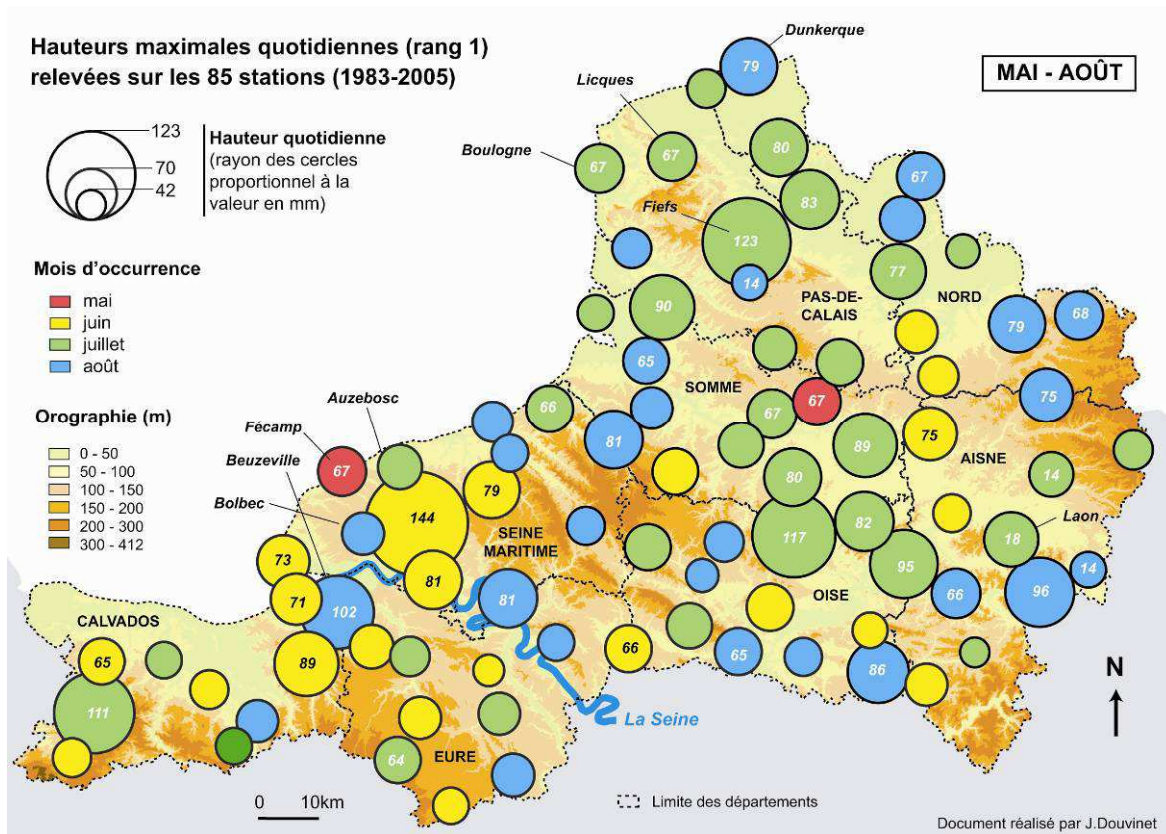 Hauteurs maximales quotidiennes (rang 1)
relevées sur les 85 stations (1983-2005)
MAI - AOÛT
123
70
42
Hauteur quotidienne
(rayon des cercles
proportionnel à la
valeur en mm)
Mois d'occurrence
mai
juin
juillet
août
Orographie (m)
0 - 50
50 - 100
100 - 150
150 - 200
200 - 300
300 - 412
Dunkerque
79
Licques
Boulogne
67
67
80
67
Fiefs
83
123
14
77
PAS-DE-
CALAIS
NORD
90
79
68
65
SOMME
75
Auzebosc
66
67
67
Fécamp
81
89
75
AISNE
Beuzeville
67
79
80
14
Bolbec
144
SEINE
MARITIME
117
82
Laon
18
73
81
95
14
71
102
81
OISE
66
96
CALVADOS
65
89
66
65
86
N
111
La Seine
EURE
64
0
10km
Limite des départements
Document réalisé par J.Douvinet